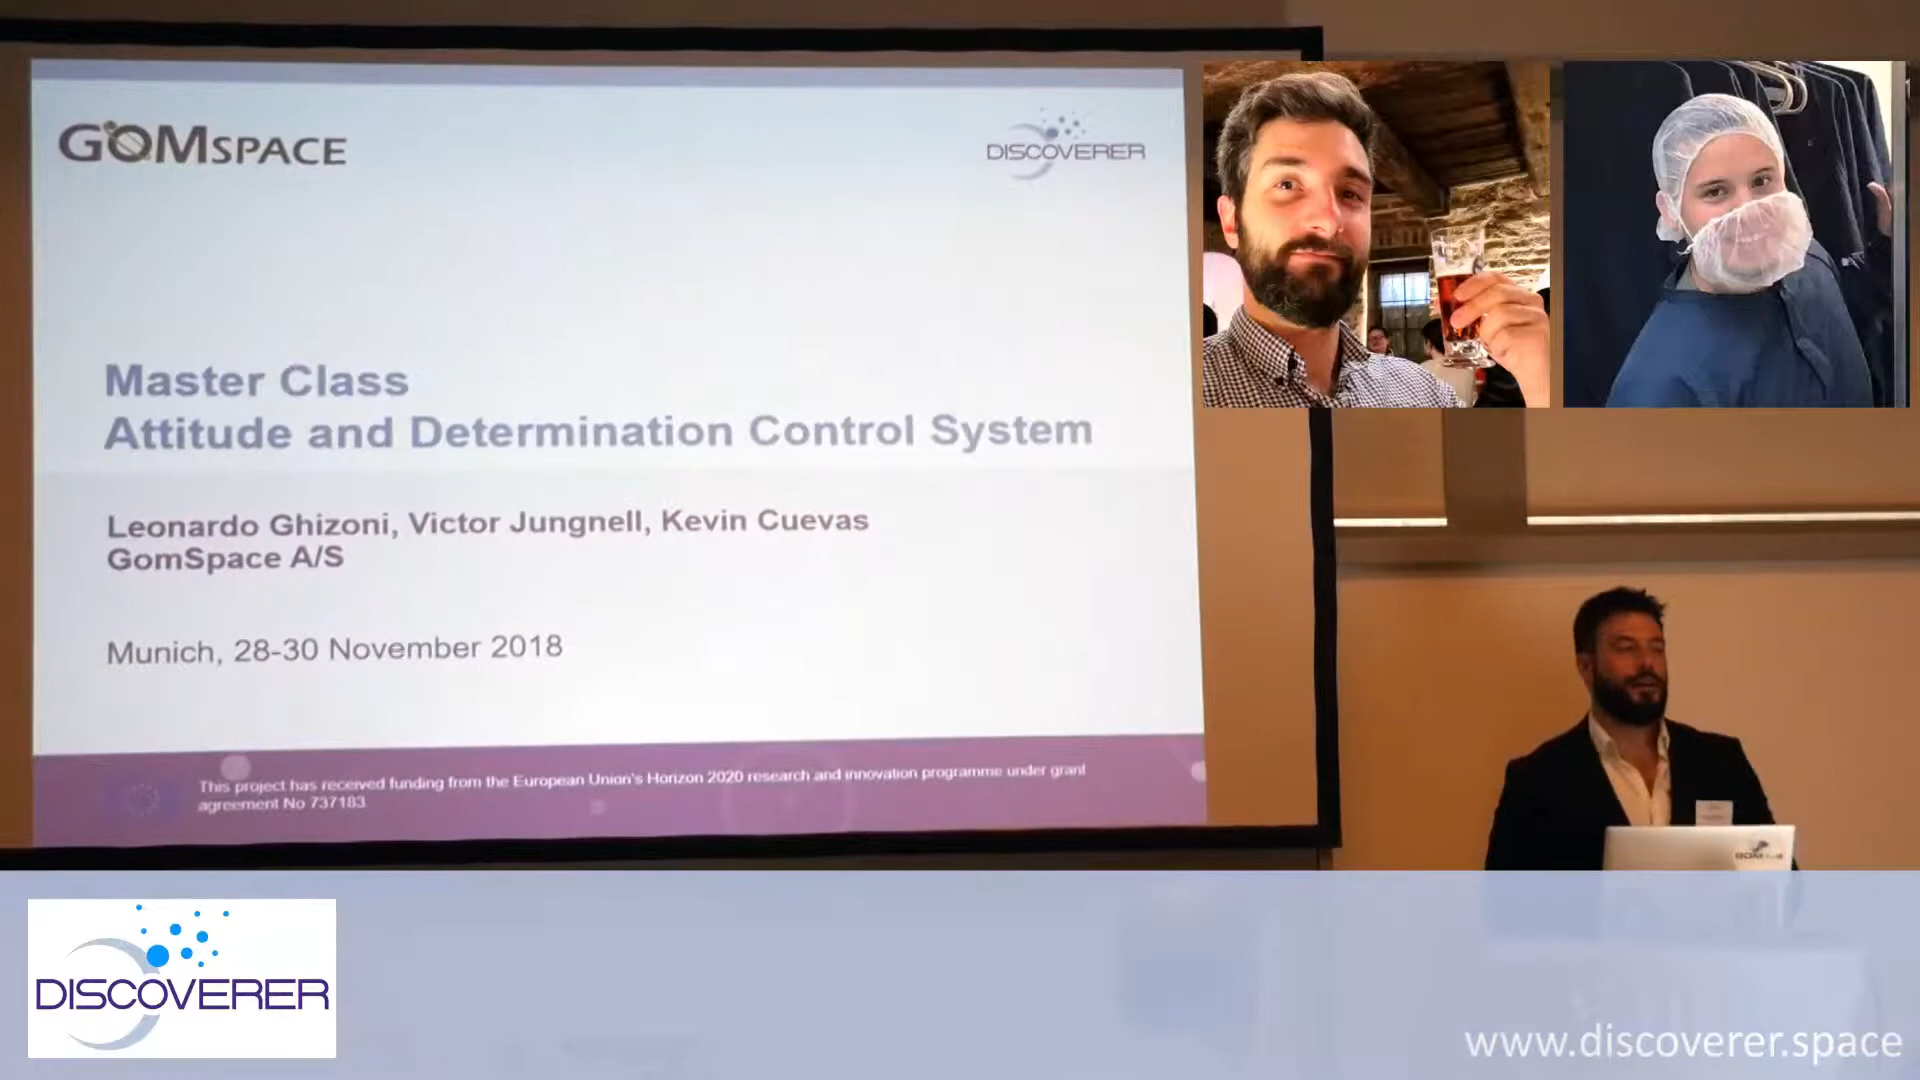 GOMSPACE
DISCOVERER
Master Class
Attitude and Determination Control System
Leonardo Ghizoni, Victor Jungnell, Kevin Cuevas
GomSpace A/S
Munich, 28-30 November 2018
This project has received funding from the European Union's Horizon 2020 research and innovation programme under grant
agreement No 737183
DISCOVERER
www.discoverer.space